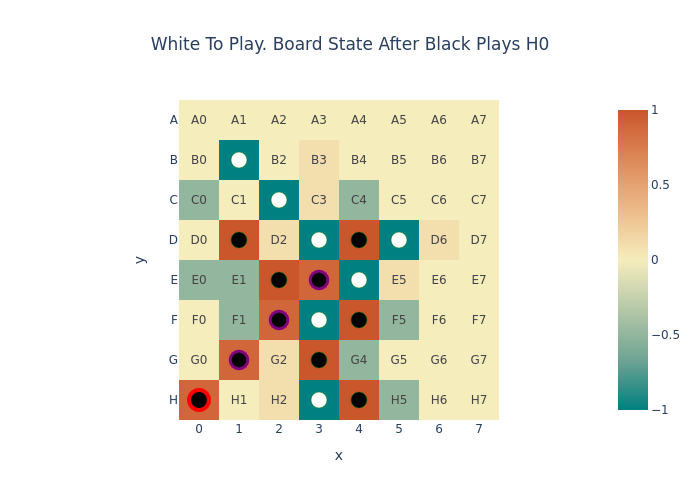 White To Play. Board State After Black Plays H0
A A0 A1 A2 A3 A4 A5 A6 A7
B B0 B2 B3 B4 B5 B6 B7
C C0 C1 C3 C4 C5 C6 C7
D D0 D2 D6 D7
E E0 E1 E5 E6 E7
F F0 F1 F5 F6 F7
G G0 G2 G4 G5 G6 G7
H H1 H2 H5 H6 H7
0 1 2 3 4 5 6 7
x
y
1
0.5
0
−0.5
−1